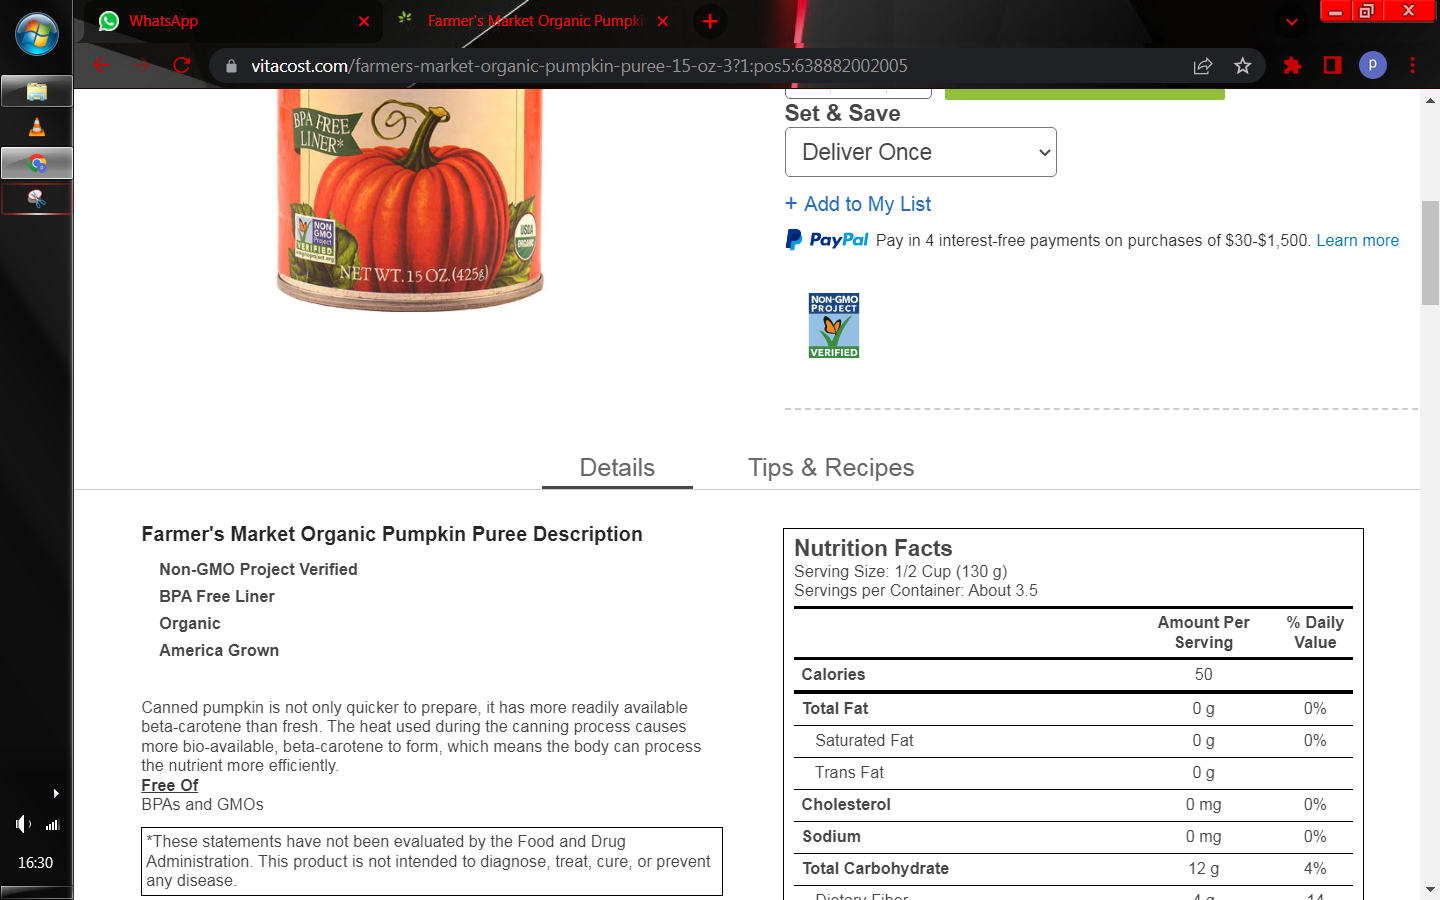 WhatsApp
Farmer's Market Organic Pumpki
vitacost.com/farmers-market-organic-pumpkin-puree-15-oz-3?1:pos5:638882002005
p
BPA FREE
LINER*
NON
GMO
Project
VERIFIED
nongmoproject.org
USDA
ORGANIC
NET WT. 15 OZ. (425g)
Set & Save
Deliver Once
+ Add to My List
PayPal Pay in 4 interest-free payments on purchases of $30-$1,500. Learn more
NON-GMO
PROJECT
VERIFIED
Details
Tips & Recipes
Farmer's Market Organic Pumpkin Puree Description
Non-GMO Project Verified
BPA Free Liner
Organic
America Grown
Canned pumpkin is not only quicker to prepare, it has more readily available
beta-carotene than fresh. The heat used during the canning process causes
more bio-available, beta-carotene to form, which means the body can process
the nutrient more efficiently.
Free Of
BPAs and GMOs
*These statements have not been evaluated by the Food and Drug
Administration. This product is not intended to diagnose, treat, cure, or prevent
any disease.
Nutrition Facts
Serving Size: 1/2 Cup (130 g)
Servings per Container: About 3.5
Amount Per
Serving
% Daily
Value
Calories 50
Total Fat 0 g 0%
Saturated Fat 0 g 0%
Trans Fat 0 g
Cholesterol 0 mg 0%
Sodium 0 mg 0%
Total Carbohydrate 12 g 4%
Dietary Fiber 4 g 14
16:30